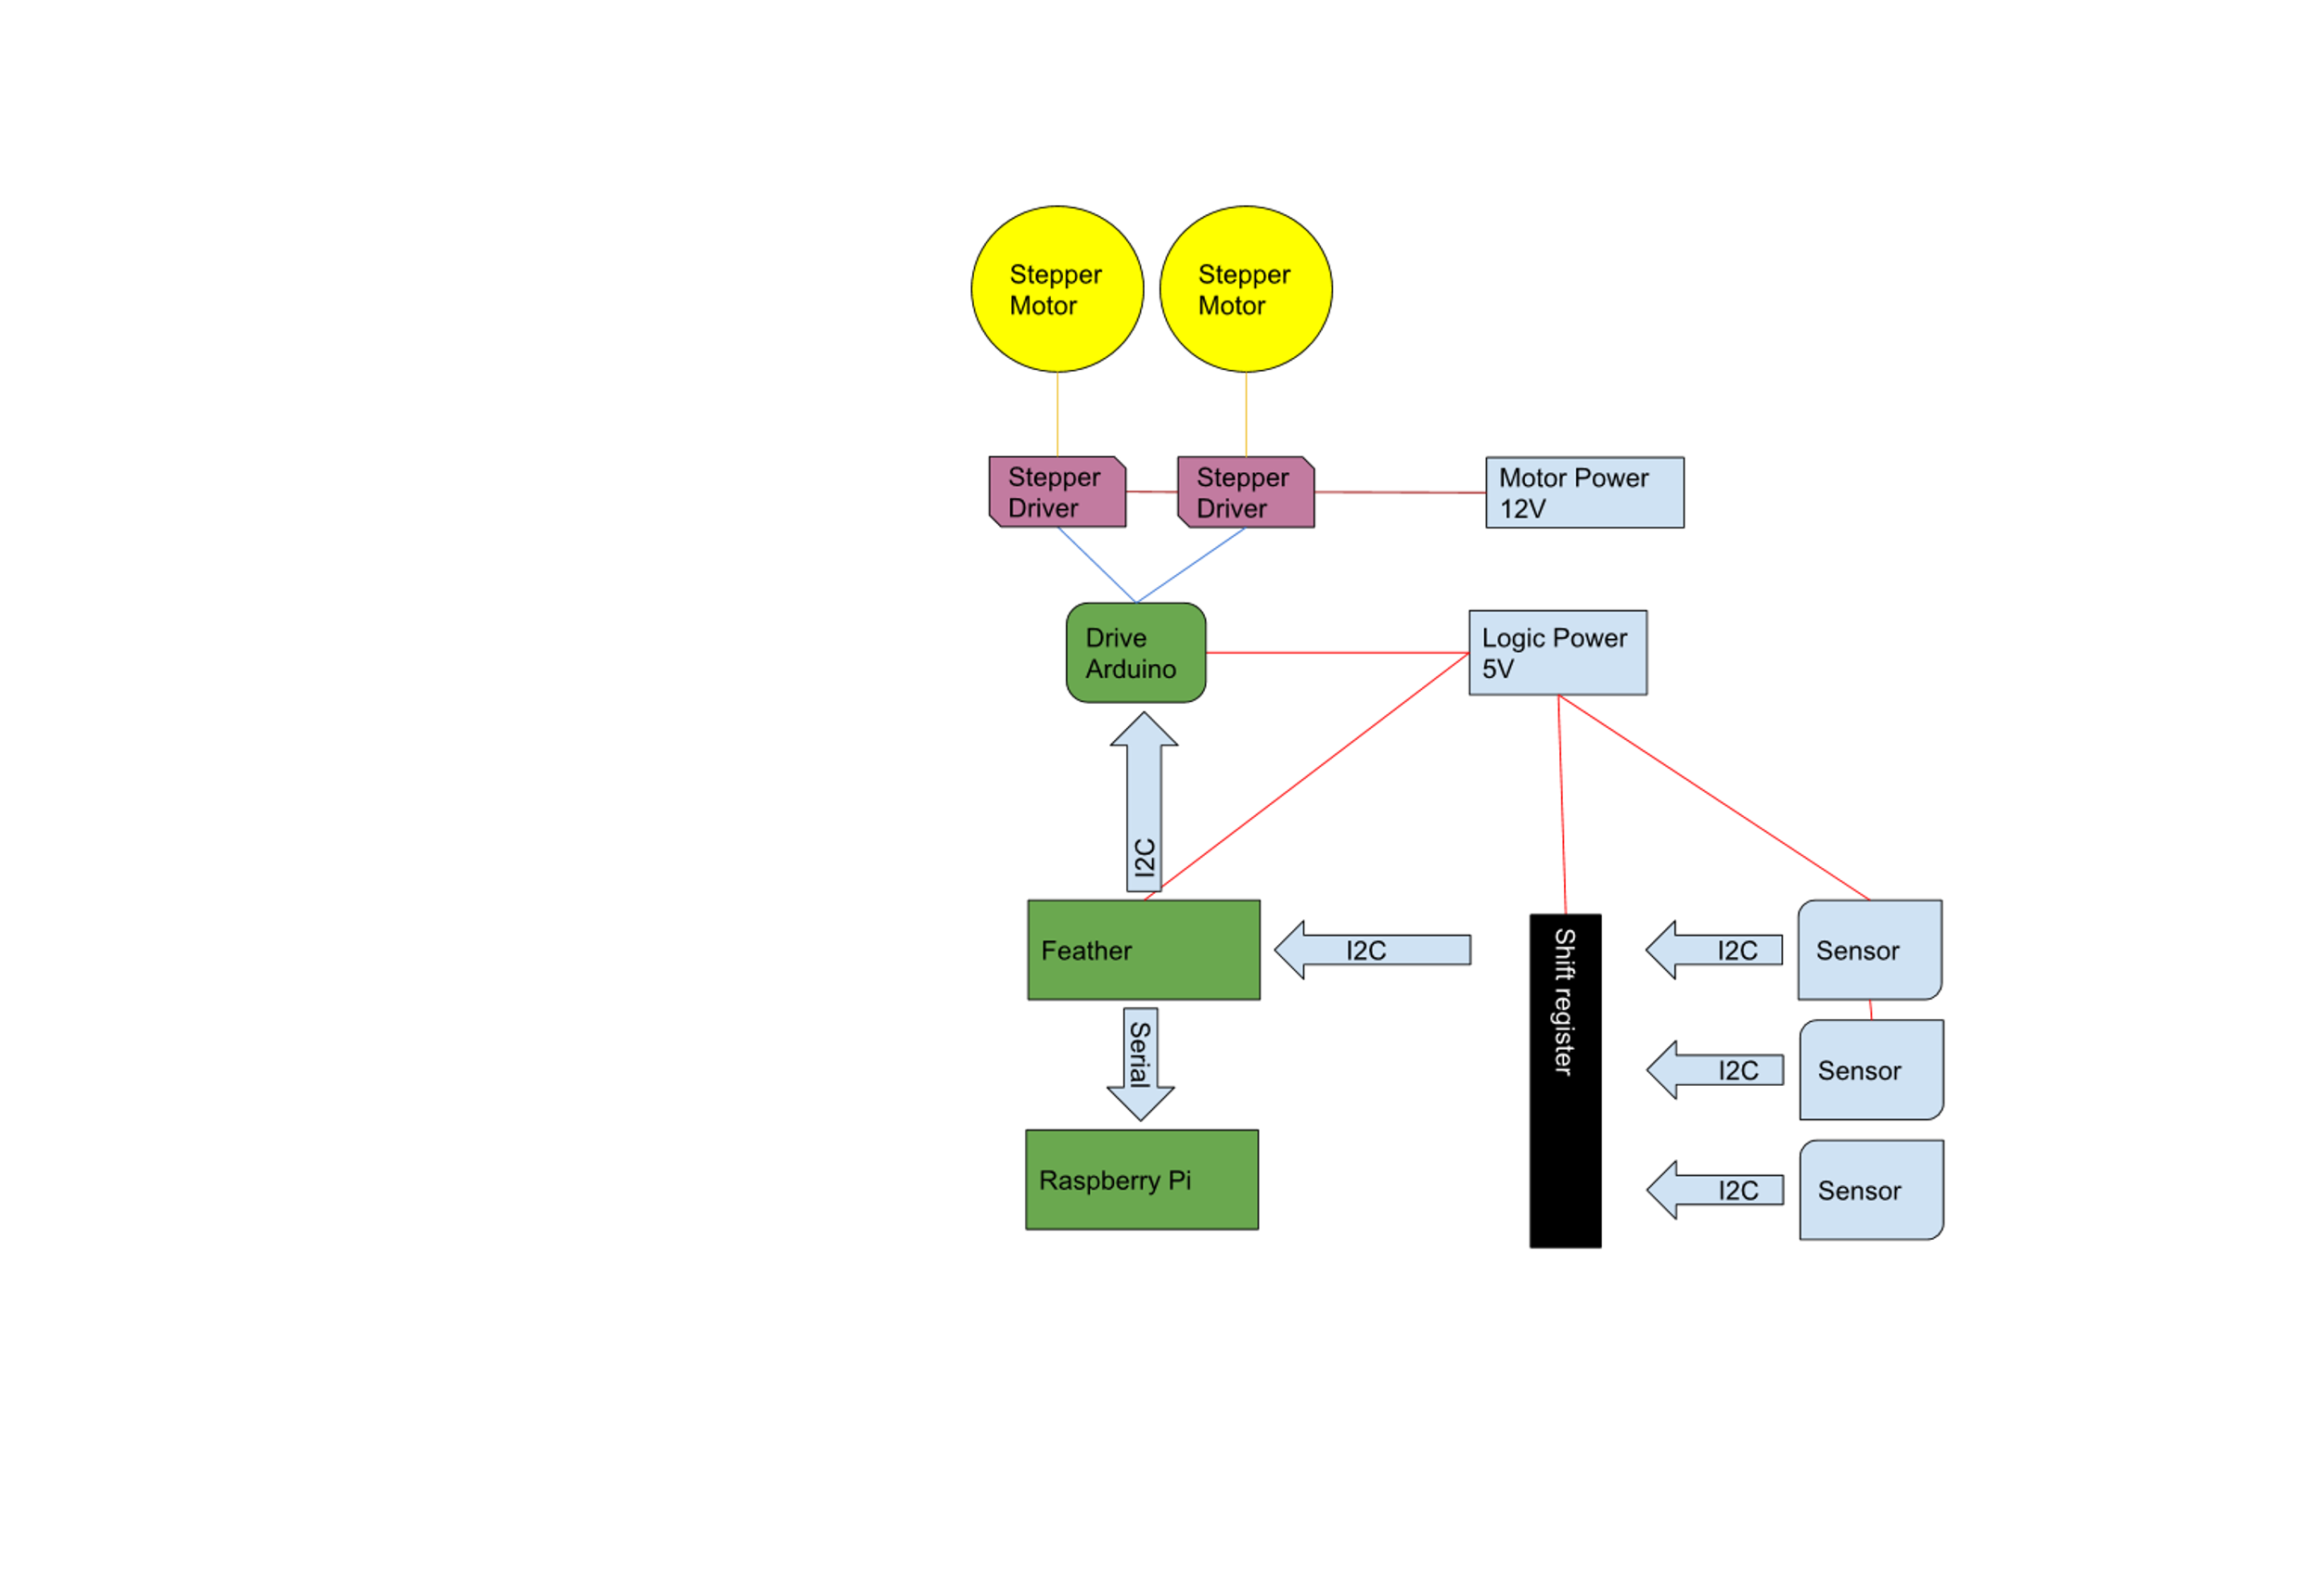 Stepper
Motor
Stepper
Motor
Stepper
Driver
Stepper
Driver
Motor Power
12V
Drive
Arduino
Logic Power
5V
I2C
Feather
I2C
Shift register
I2C
Sensor
Serial
I2C
Sensor
Raspberry Pi
I2C
Sensor